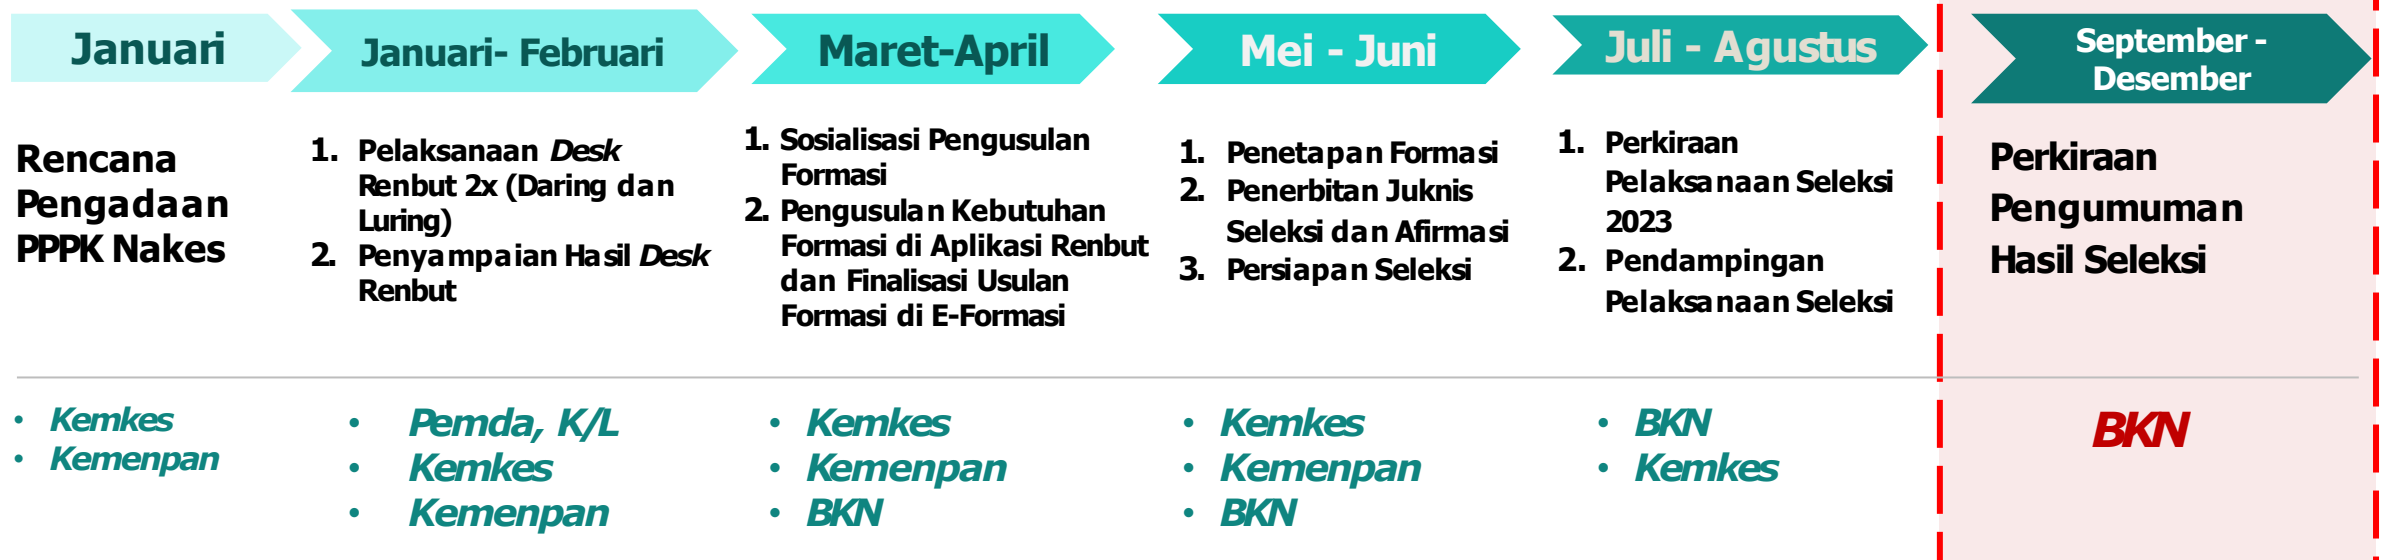 Januari
Januari- Februari
Maret-April
Mei - Juni
Juli - Agustus
September -
Desember
Rencana
Pengadaan
PPPK Nakes
1. Pelaksanaan Desk
Renbut 2x (Daring dan
Luring)
2. Penyampaian Hasil Desk
Renbut
1. Sosialisasi Pengusulan
Formasi
2. Pengusulan Kebutuhan
Formasi di Aplikasi Renbut
dan Finalisasi Usulan
Formasi di E-Formasi
1. Penetapan Formasi
2. Penerbitan Juknis
Seleksi dan Afirmasi
3. Persiapan Seleksi
1. Perkiraan
Pelaksanaan Seleksi
2023
2. Pendampingan
Pelaksanaan Seleksi
Perkiraan
Pengumuman
Hasil Seleksi
• Kemkes
• Kemenpan
• Pemda, K/L
• Kemkes
• Kemenpan
• Kemkes
• Kemenpan
• BKN
• Kemkes
• Kemenpan
• BKN
• BKN
• Kemkes
BKN